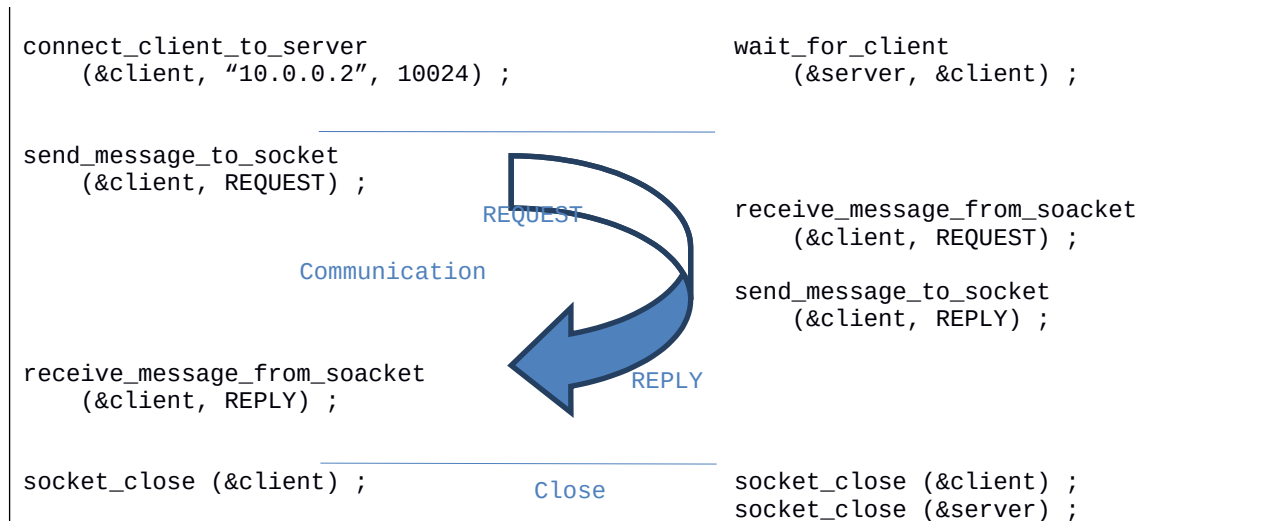 connect_client_to_server
(&client, “10.0.0.2”, 10024) ;
wait_for_client
(&server, &client) ;
send_message_to_socket
(&client, REQUEST) ;
REQUEST
receive_message_from_soacket
(&client, REQUEST) ;
Communication
send_message_to_socket
(&client, REPLY) ;
receive_message_from_soacket
(&client, REPLY) ;
REPLY
socket_close (&client) ;
Close
socket_close (&client) ;
socket_close (&server) ;